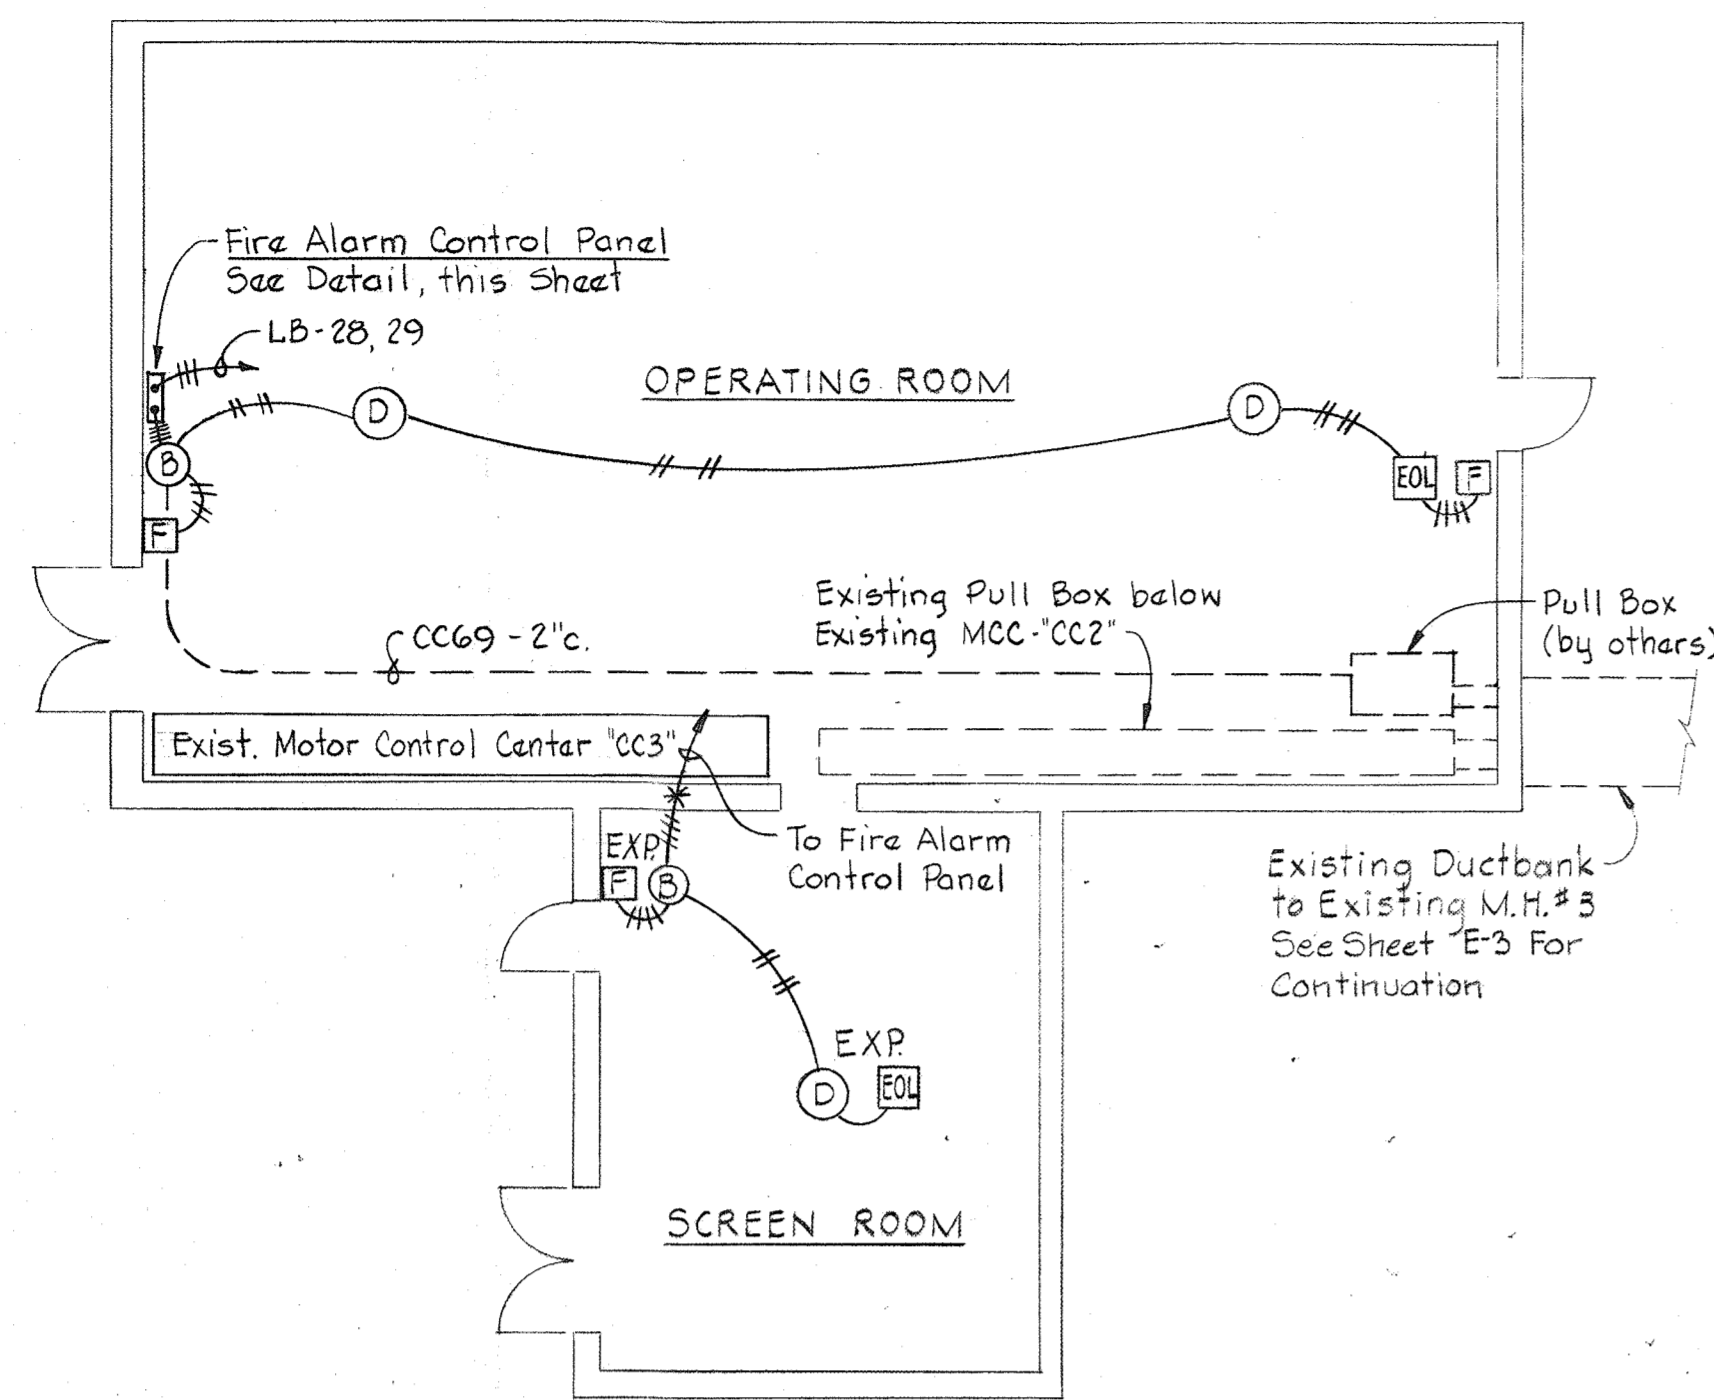 Fire Alarm Control Panel
See Detail, this Sheet
LB-28, 29
OPERATING ROOM
D
D
B
EOL
F
F
Existing Pull Box below
Existing MCC-"CC2"
Pull Box
(by others)
CC69 - 2"c.
Exist. Motor Control Center "CC3"
To Fire Alarm
Control Panel
EXP.
F
B
Existing Ductbank
to Existing M.H.#3
See Sheet E-3 For
Continuation
EXP.
D
EOL
SCREEN ROOM